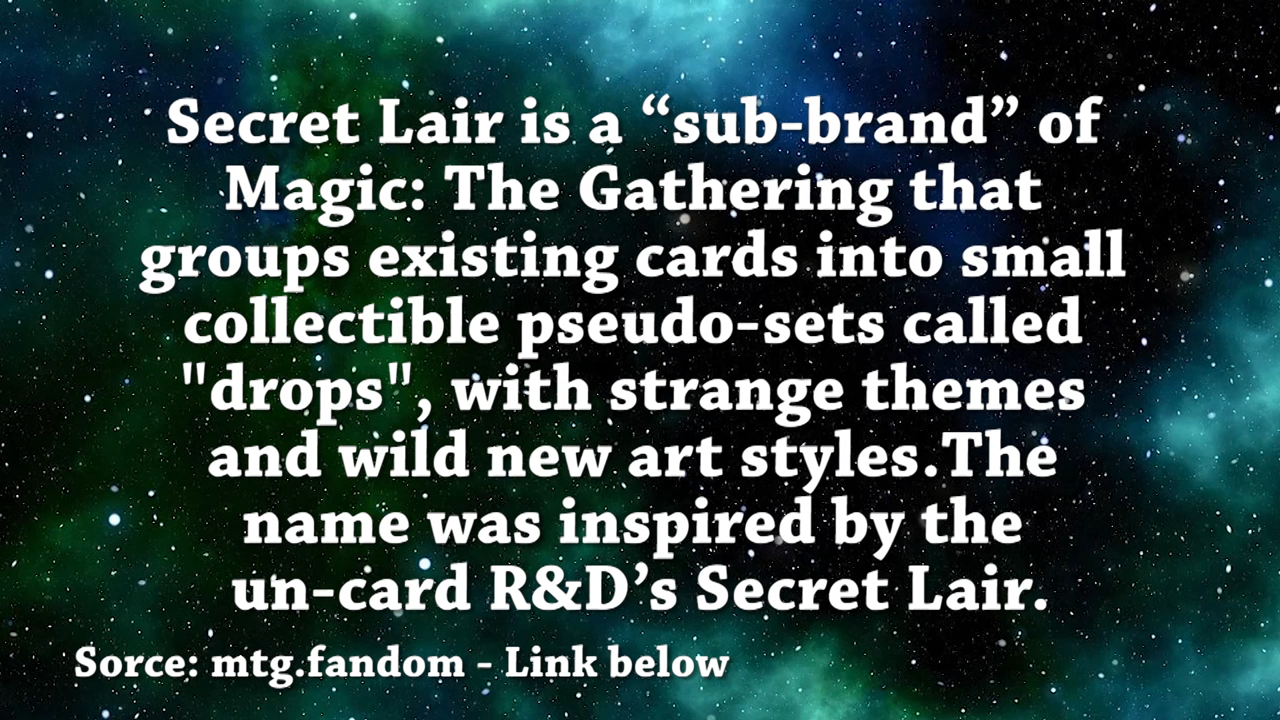 Secret Lair is a “sub-brand” of
Magic: The Gathering that
groups existing cards into small
collectible pseudo-sets called
"drops", with strange themes
and wild new art styles.The
name was inspired by the
un-card R&D’s Secret Lair.
Sorce: mtg.fandom - Link below